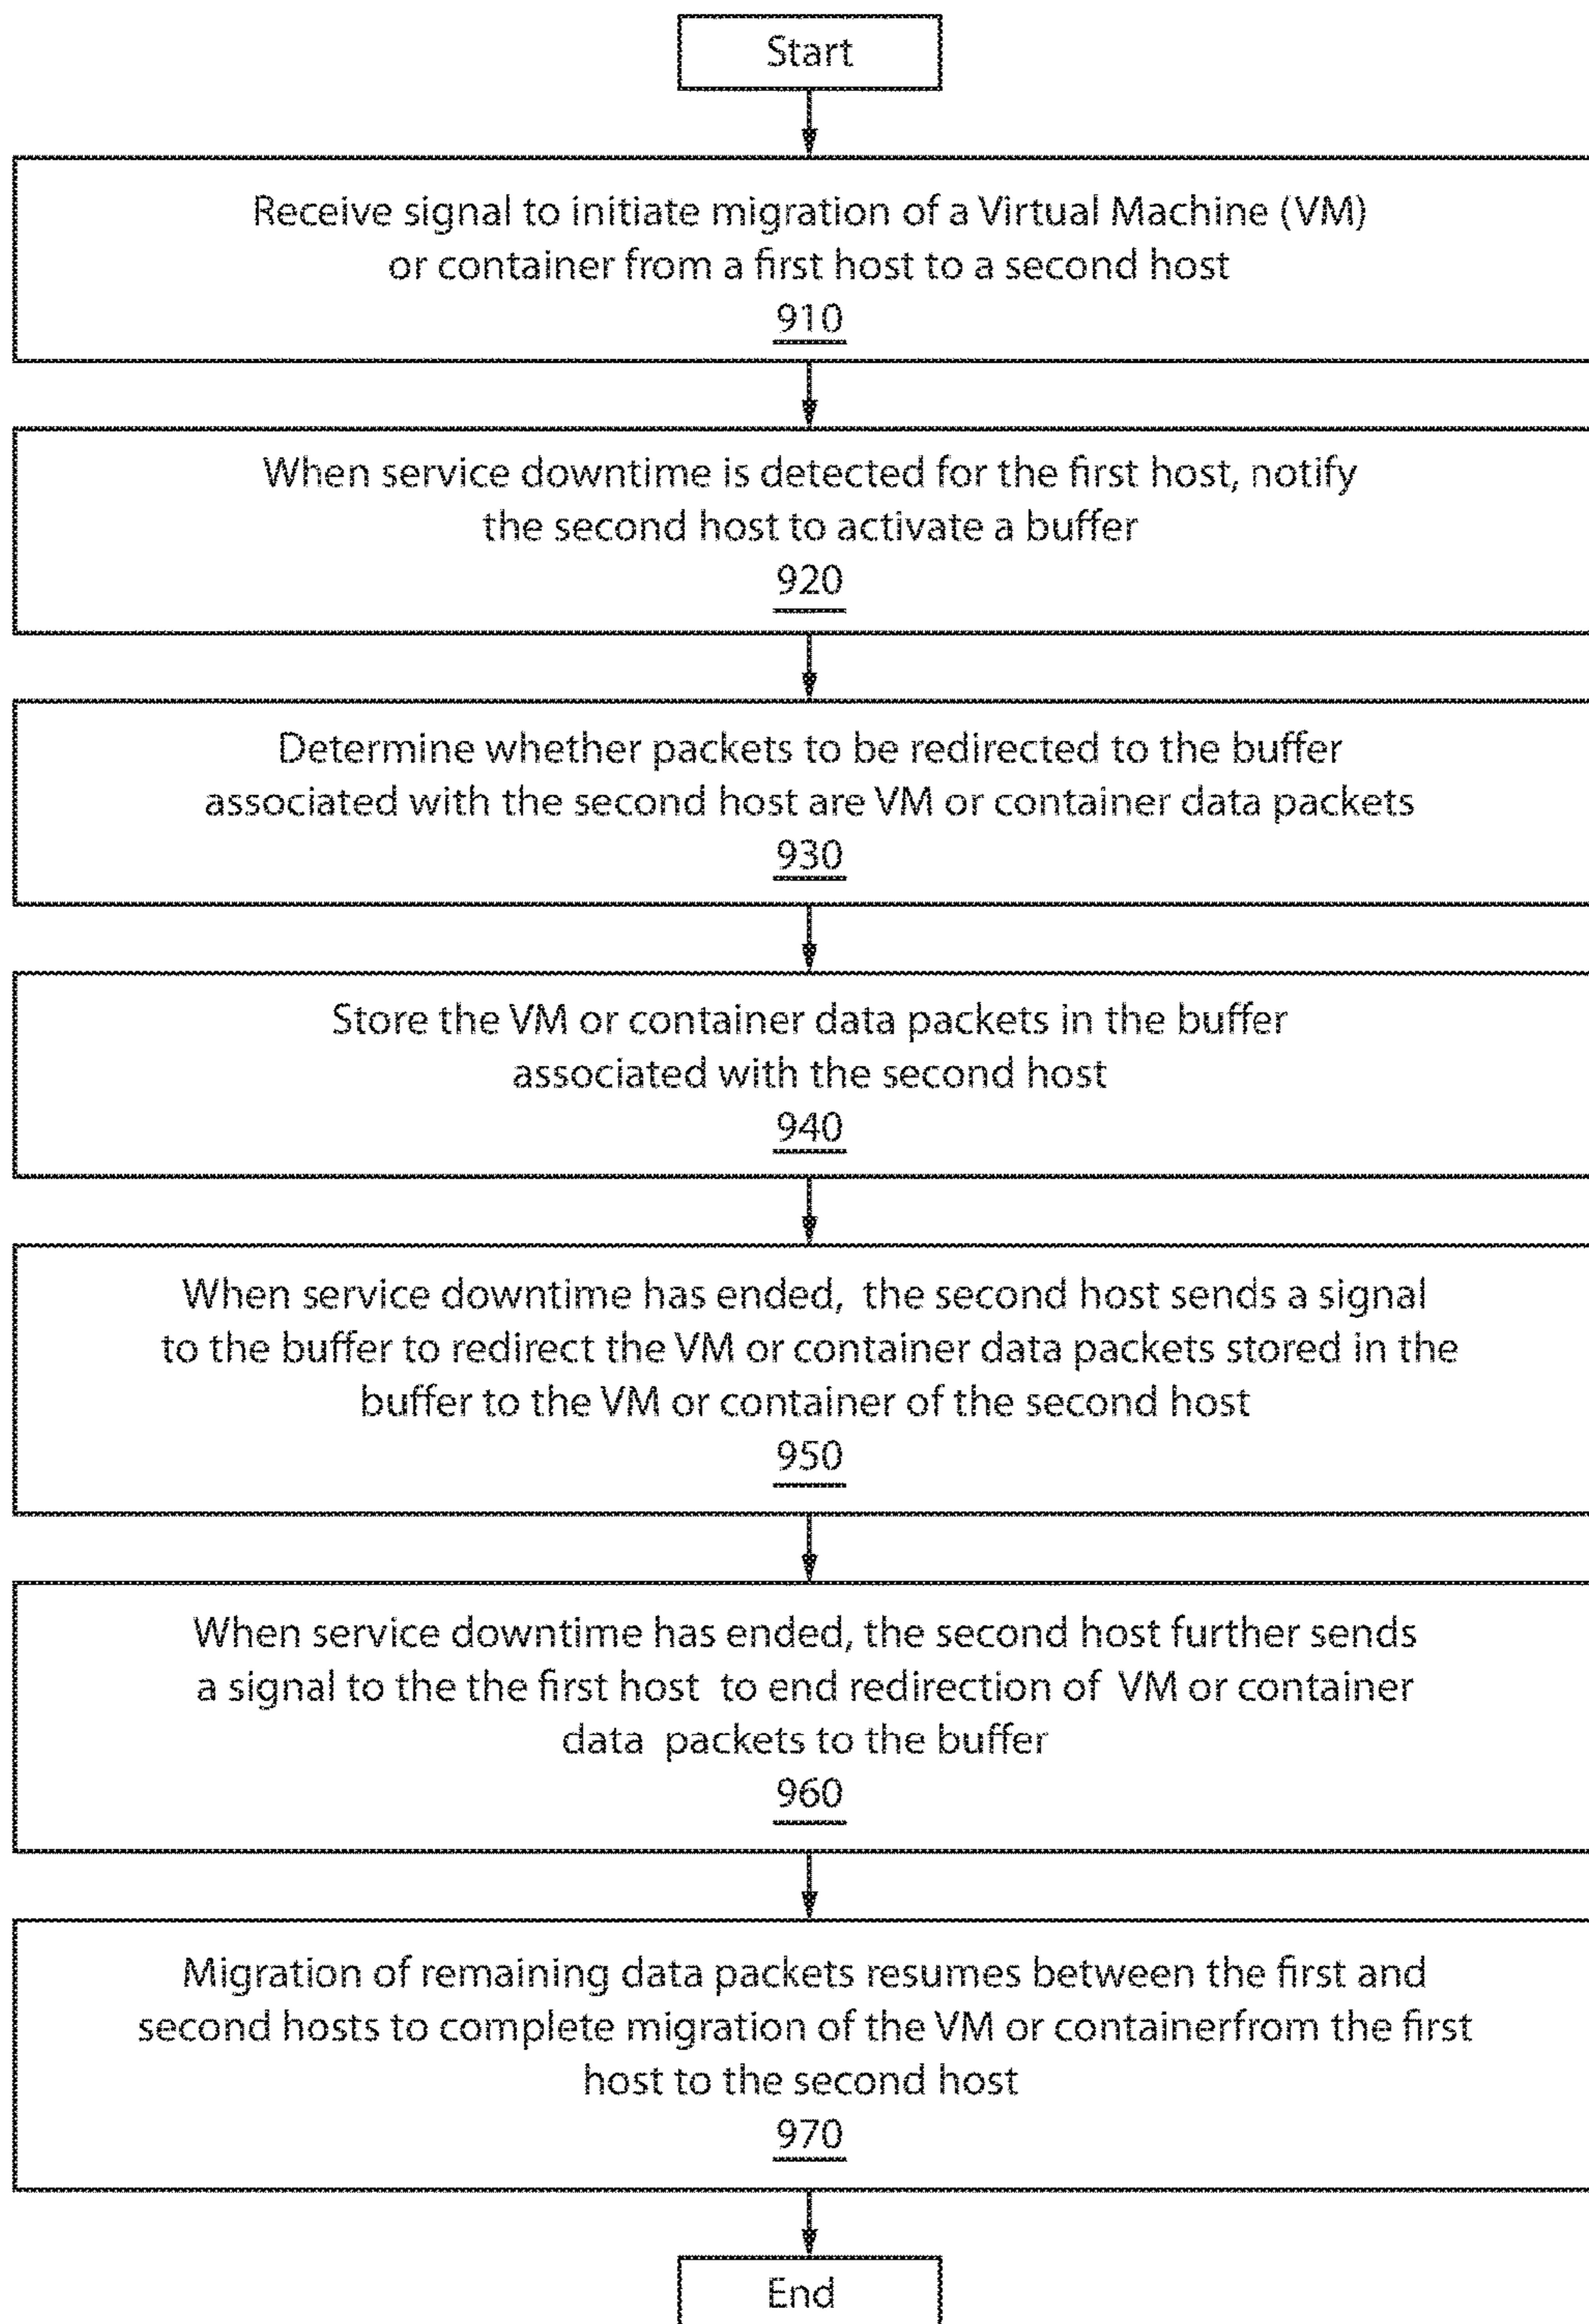 Start
Receive signal to initiate migration of a Virtual Machine (VM)
or container from a first host to a second host
910
When service downtime is detected for the first host, notify
the second host to activate a buffer
920
Determine whether packets to be redirected to the buffer
associated with the second host are VM or container data packets
930
Store the VM or container data packets in the buffer
associated with the second host
940
When service downtime has ended, the second host sends a signal
to the buffer to redirect the VM or container data packets stored in the
buffer to the VM or container of the second host
950
When service downtime has ended, the second host further sends
a signal to the the first host to end redirection of VM or container
data packets to the buffer
960
Migration of remaining data packets resumes between the first and
second hosts to complete migration of the VM or containerfrom the first
host to the second host
970
End